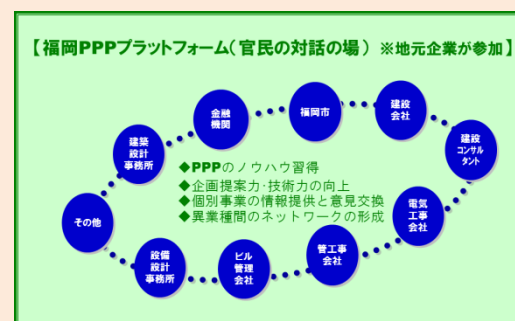 【福岡PPPプラットフォーム(官民の対話の場) ※地元企業が参加】
金融
機関
福岡市
建設
会社
建築
設計
事務所
建設
コンサル
タント
◆PPPのノウハウ習得
◆企画提案力・技術力の向上
◆個別事業の情報提供と意見交換
◆異業種間のネットワークの形成
その他
電気
工事
会社
設備
設計
事務所
ビル
管理
会社
管工事
会社